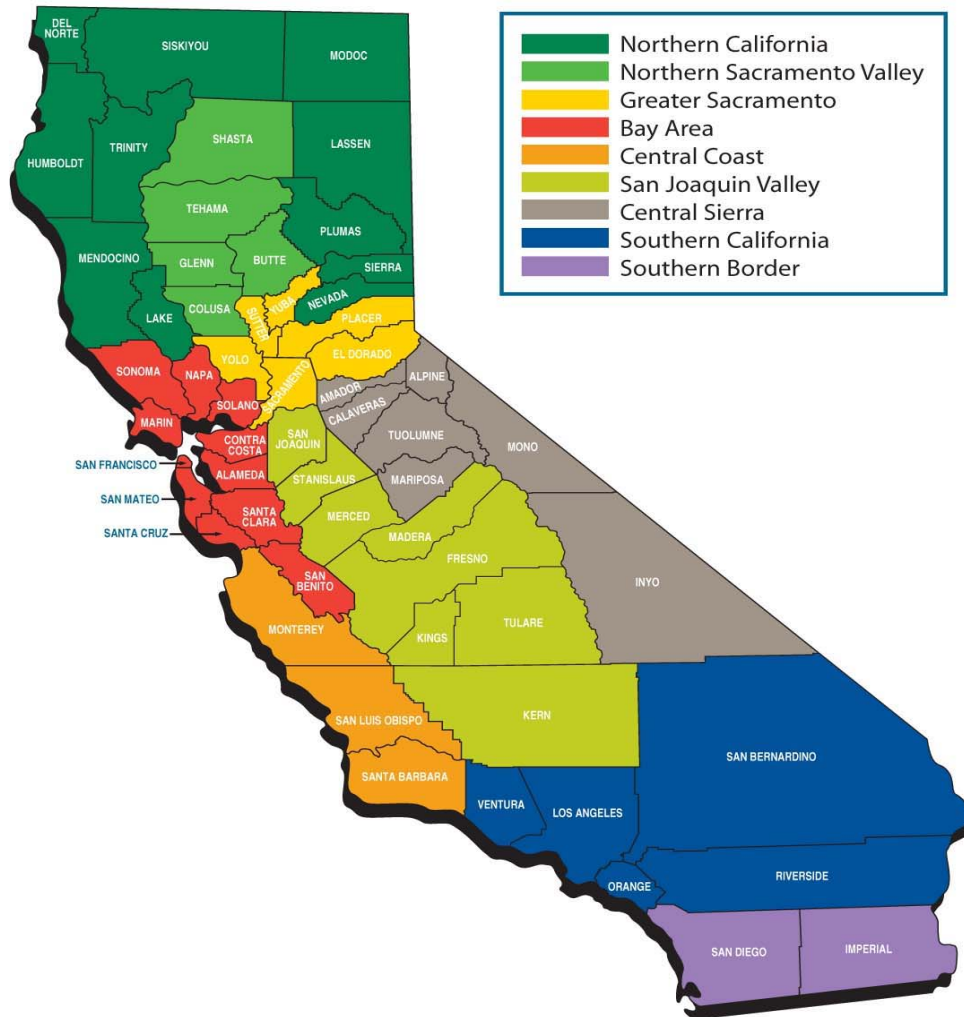 Northern California
Northern Sacramento Valley
Greater Sacramento
Bay Area
Central Coast
San Joaquin Valley
Central Sierra
Southern California
Southern Border
DEL
NORTE
SISKIYOU
MODOC
HUMBOLDT
TRINITY
SHASTA
LASSEN
TEHAMA
PLUMAS
MENDOCINO
GLENN
BUTTE
SIERRA
LAKE
COLUSA
SUTTER
YUBA
NEVADA
PLACER
SONOMA
NAPA
YOLO
EL DORADO
SOLANO
SACRAMENTO
AMADOR
ALPINE
MARIN
CALAVERAS
CONTRA
COSTA
SAN
JOAQUIN
TUOLUMNE
MONO
SAN FRANCISCO
ALAMEDA
STANISLAUS
MARIPOSA
SAN MATEO
SANTA
CLARA
MERCED
SANTA CRUZ
MADERA
FRESNO
SAN
BENITO
INYO
MONTEREY
KINGS
TULARE
SAN LUIS OBISPO
KERN
SANTA BARBARA
SAN BERNARDINO
VENTURA
LOS ANGELES
ORANGE
RIVERSIDE
SAN DIEGO
IMPERIAL